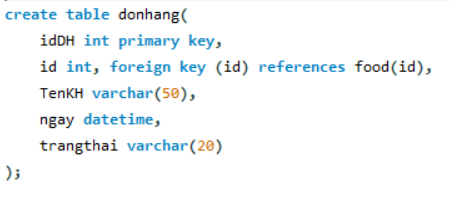 create table donhang(
idDH int primary key,
id int, foreign key (id) references food(id),
TenKH varchar(50),
ngay datetime,
trangthai varchar(20)
);